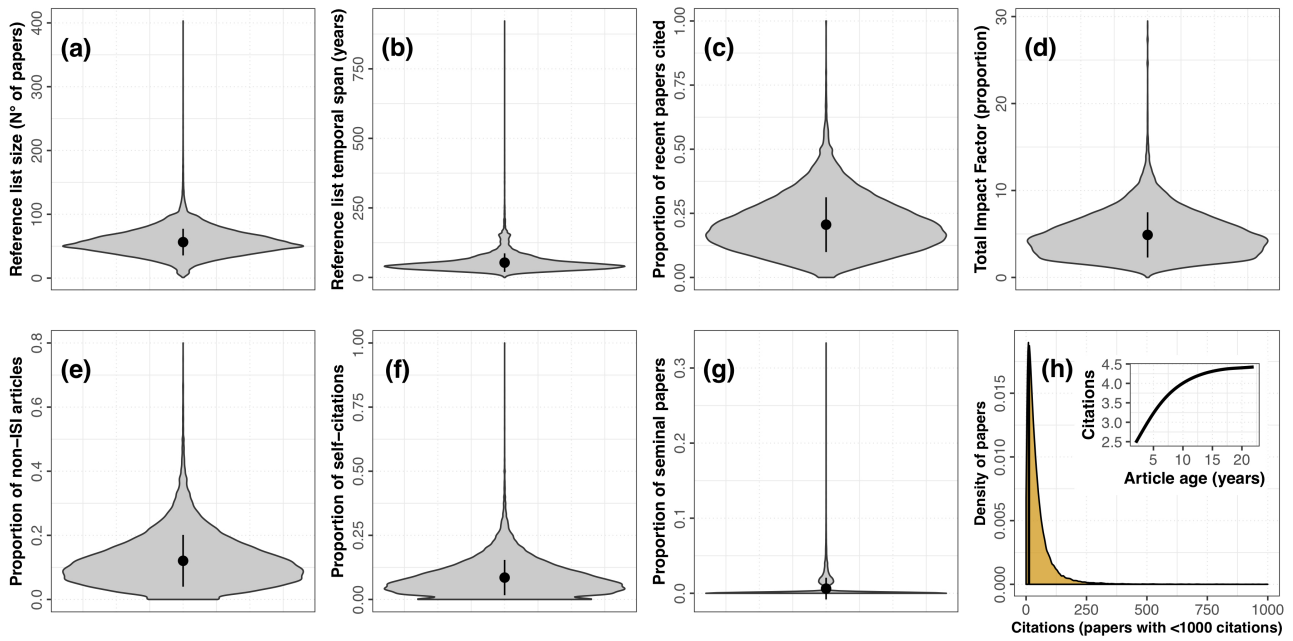 (a)
Reference list size (N° of papers)
400
300
200
100
0
(b)
Reference list temporal span (years)
750
500
250
0
(c)
Proportion of recent papers cited
1.00
0.75
0.50
0.25
0.00
(d)
Total Impact Factor (proportion)
30
20
10
0
(e)
Proportion of non−ISI articles
0.8
0.6
0.4
0.2
0.0
(f)
Proportion of self−citations
1.00
0.75
0.50
0.25
0.00
(g)
Proportion of seminal papers
0.3
0.2
0.1
0.0
(h)
Density of papers
0.015
0.010
0.005
0.000
0 250 500 750 1000
Citations (papers with <1000 citations)
Citations
4.5
4.0
3.5
3.0
2.5
5 10 15 20
Article age (years)